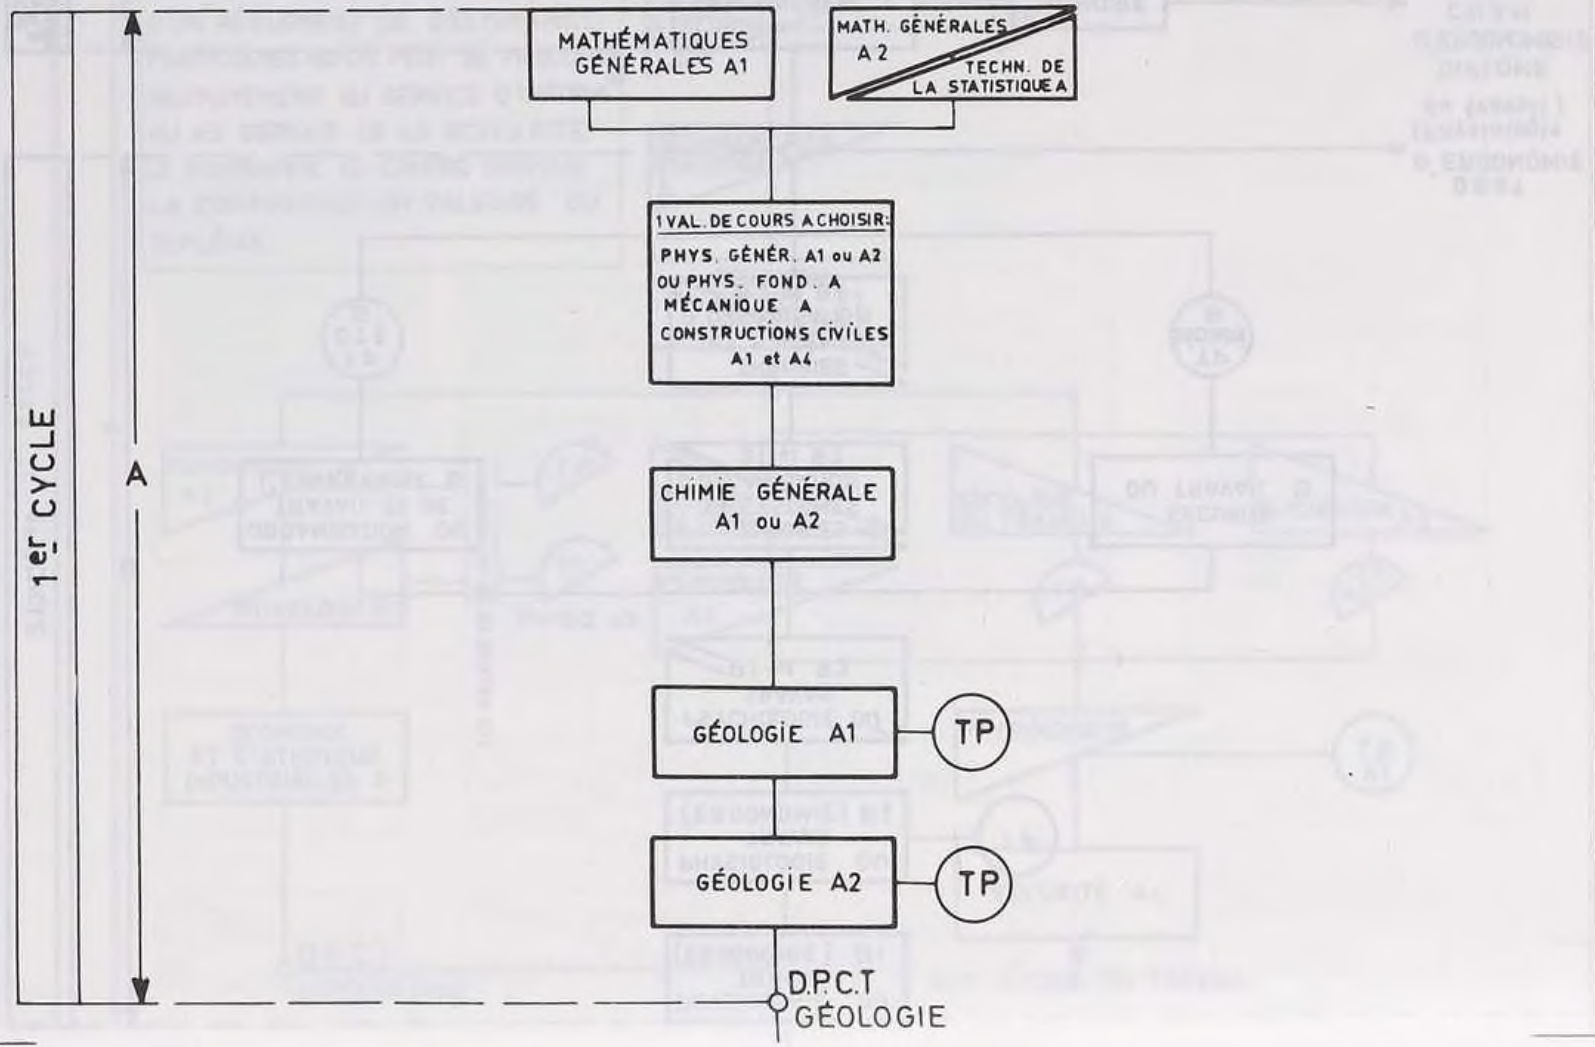 MATHÉMATIQUES
GÉNÉRALES A1
MATH. GÉNÉRALES
A 2
TECHN. DE
LA STATISTIQUE A
1 VAL. DE COURS A CHOISIR:
PHYS. GÉNÉR. A1 ou A2
OU PHYS. FOND. A
MÉCANIQUE A
CONSTRUCTIONS CIVILES
A1 et A4
1er CYCLE
A
CHIMIE GÉNÉRALE
A1 ou A2
GÉOLOGIE A1
TP
GÉOLOGIE A2
TP
D.P.C.T
GÉOLOGIE